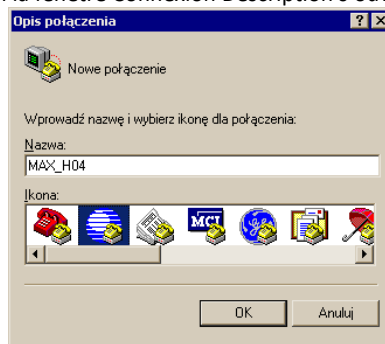 Opis połączenia
Nowe połączenie
Wprowadź nazwę i wybierz ikonę dla połączenia:
Nazwa:
MAX_H04
Ikona:
MCI
OK Anuluj